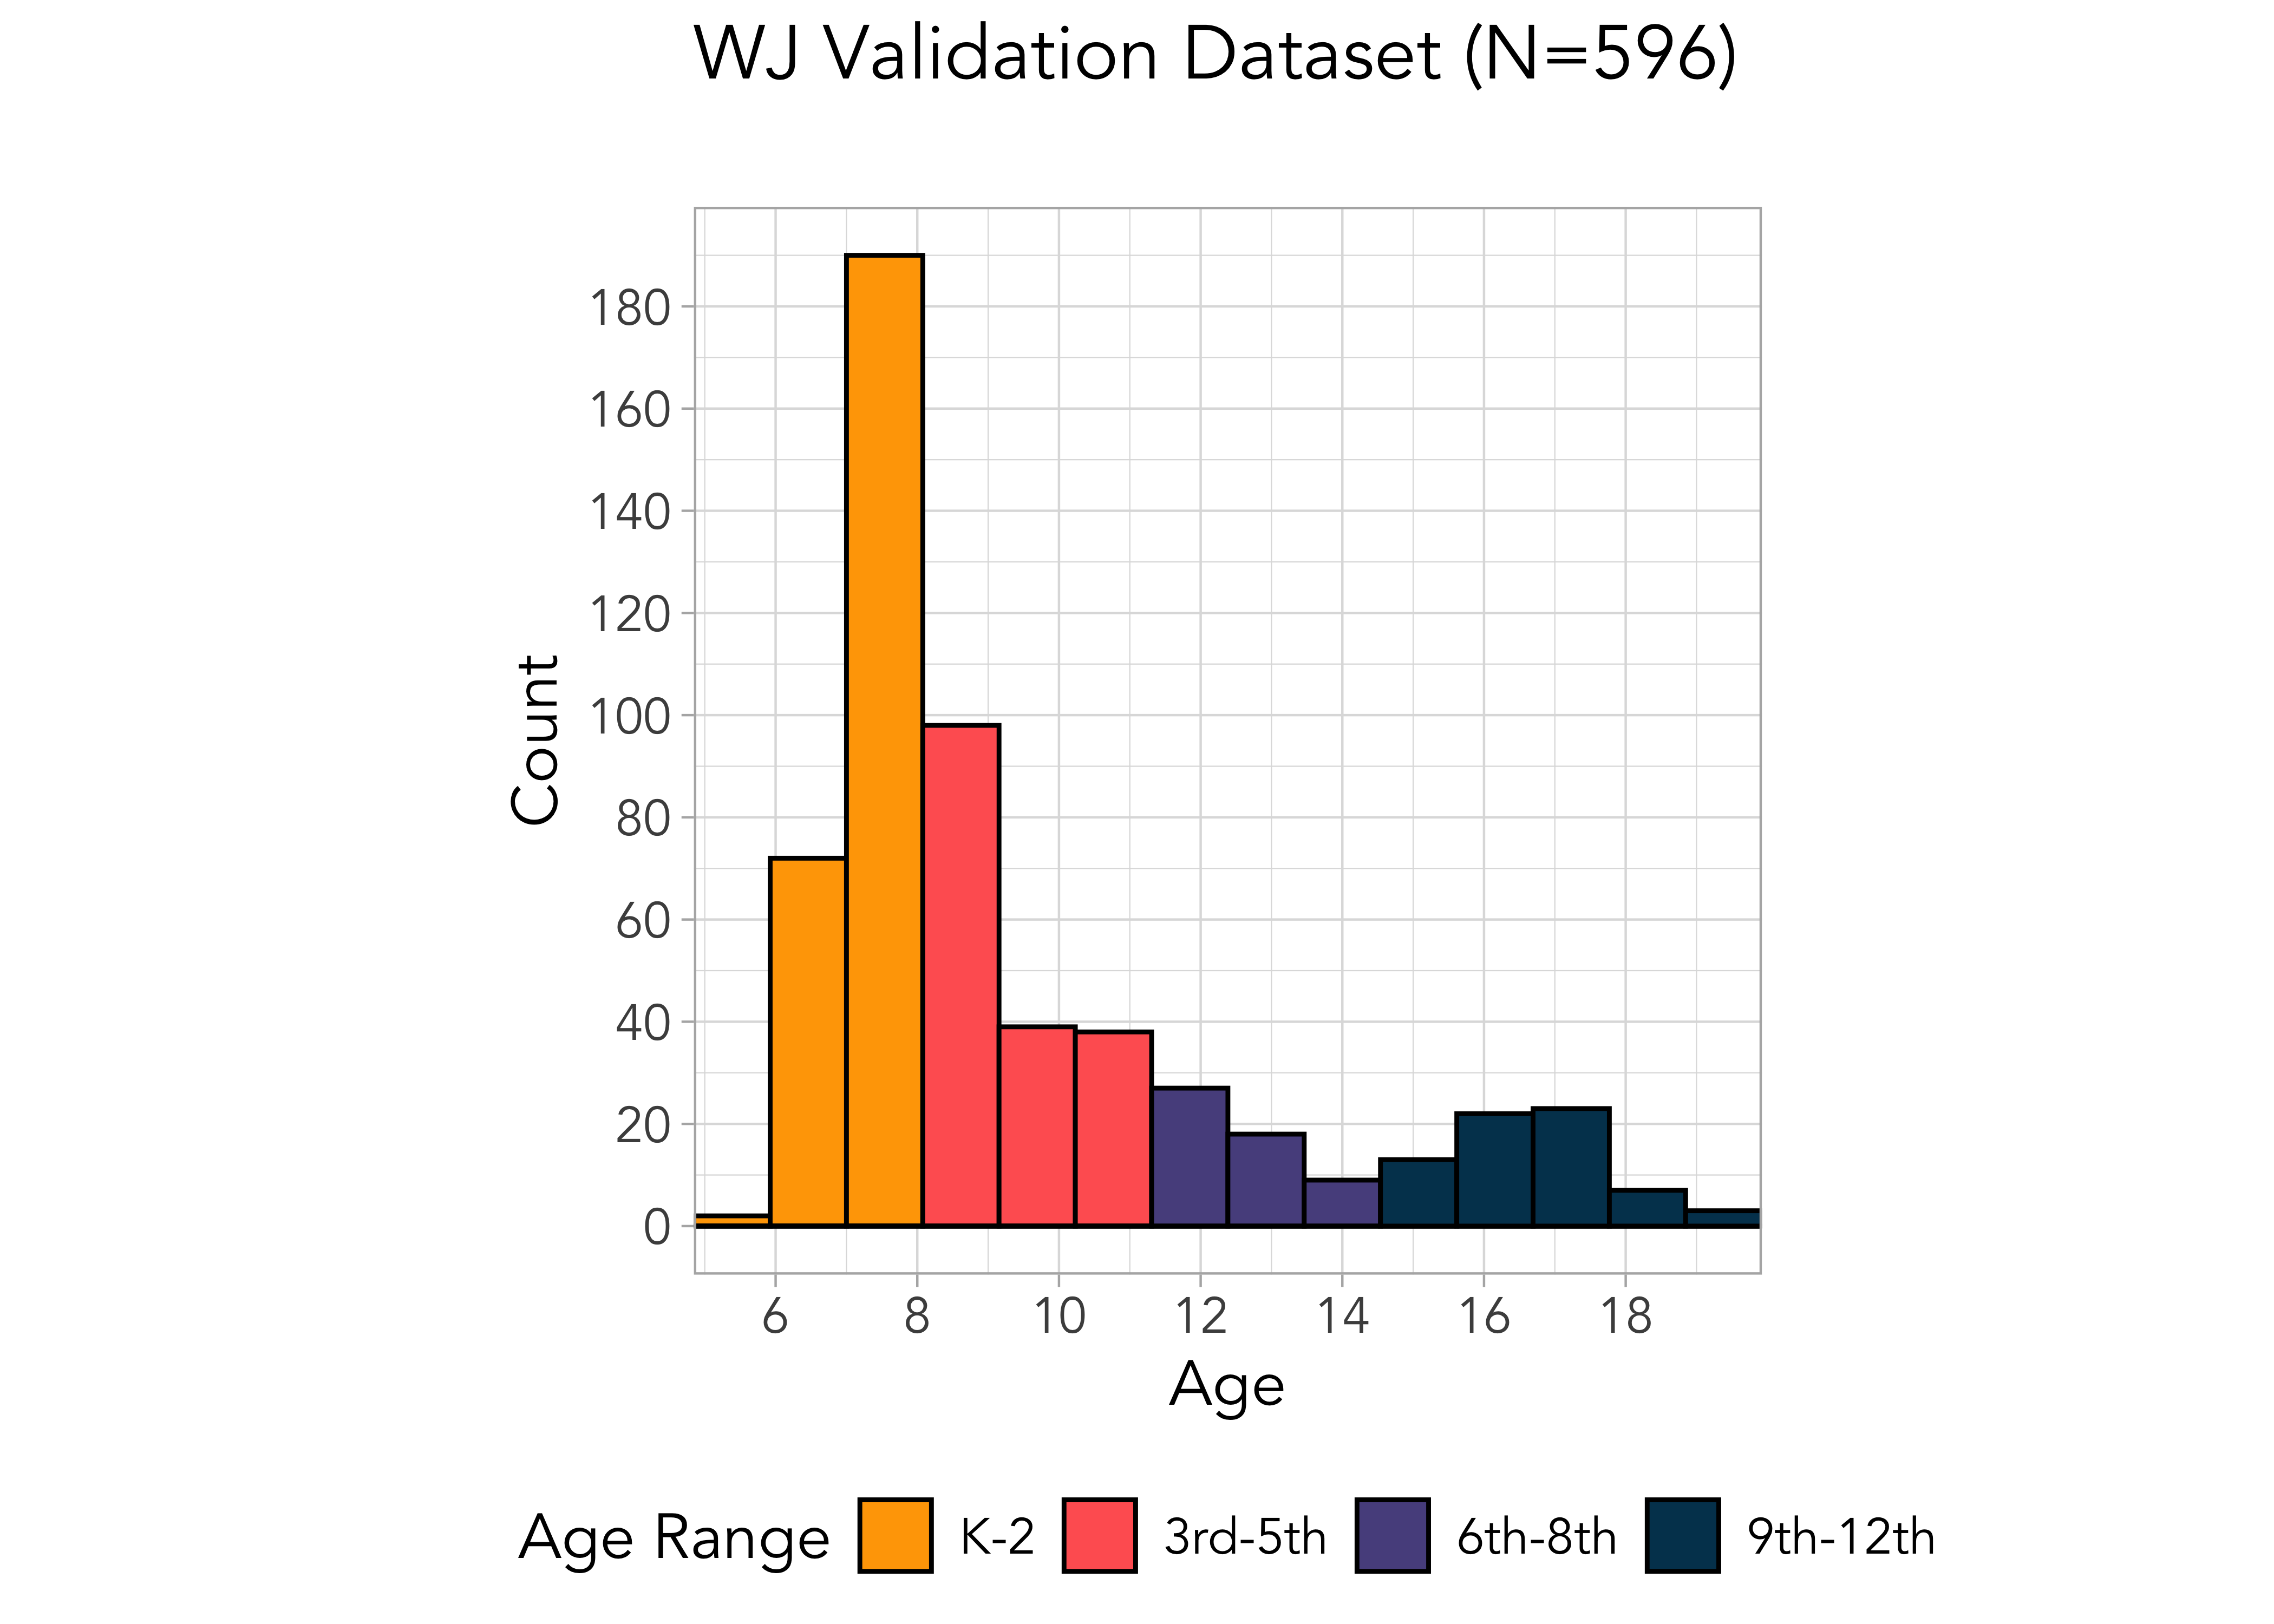 WJ Validation Dataset (N=596)
180
160
140
120
100
80
60
40
20
0
Count
6 8 10 12 14 16 18
Age
Age Range K-2 3rd-5th 6th-8th 9th-12th